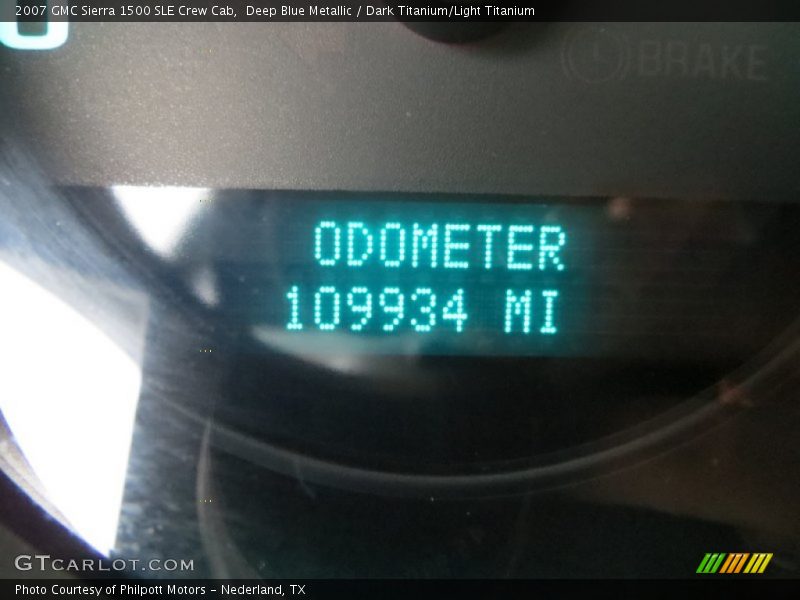 2007 GMC Sierra 1500 SLE Crew Cab,  Deep Blue Metallic / Dark Titanium/Light Titanium
0
BRAKE
ODOMETER
109934 MI
GTCARLOT.COM
Photo Courtesy of Philpott Motors - Nederland, TX